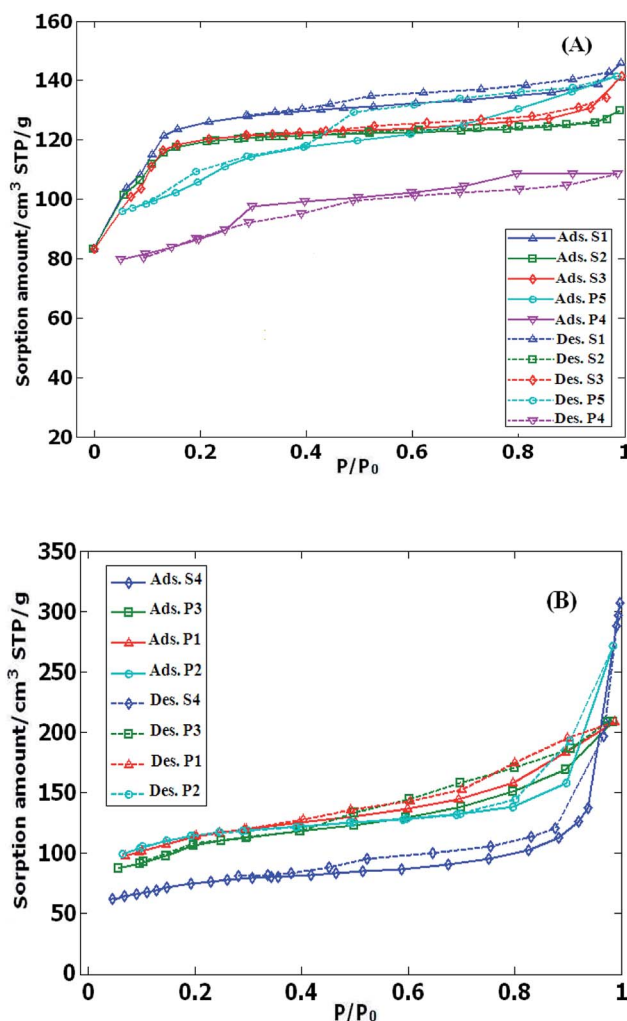 (A)
Sorption amount/cm³ STP/g
160
140
120
100
80
60
40
20
0
0.2
0.4
0.6
0.8
1
P/P₀
Ads. S1
Ads. S2
Ads. S3
Ads. P5
Ads. P4
Des. S1
Des. S2
Des. S3
Des. P5
Des. P4
(B)
Sorption amount/cm³ STP/g
350
300
250
200
150
100
50
0
0
0.2
0.4
0.6
0.8
1
P/P₀
Ads. S4
Ads. P3
Ads. P1
Ads. P2
Des. S4
Des. P3
Des. P1
Des. P2